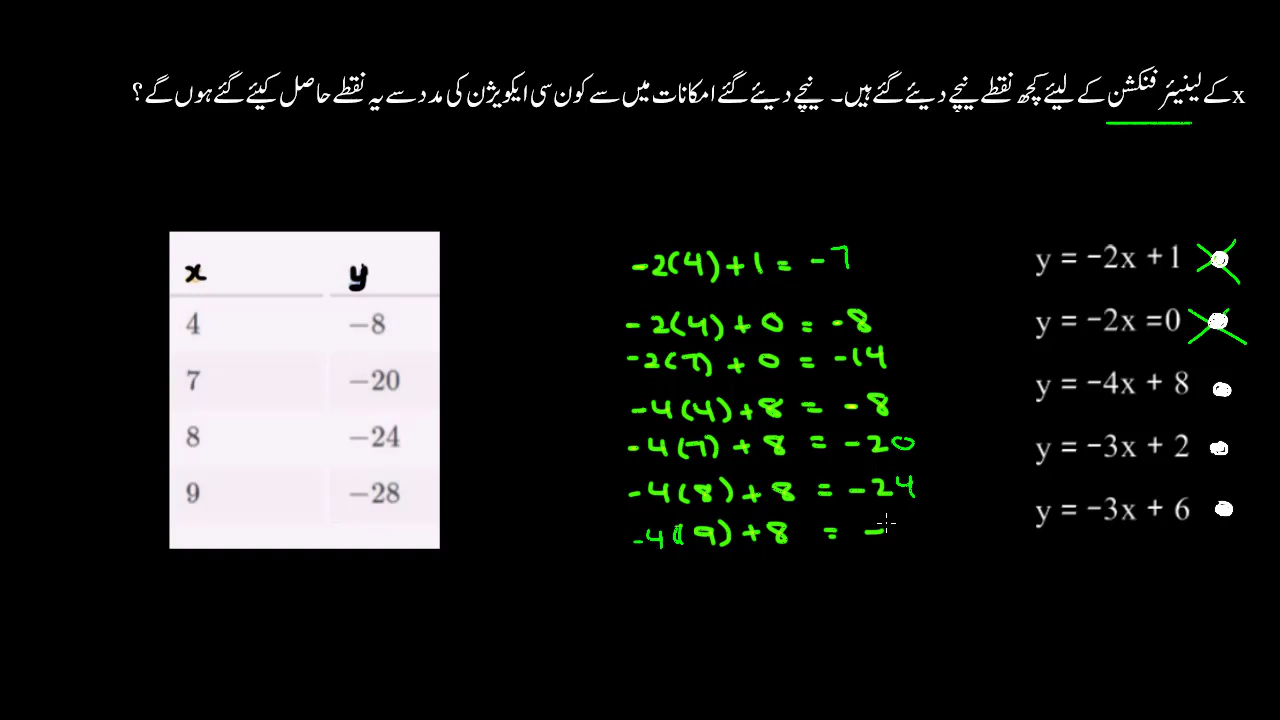 x کے لینیئر فنکشن کے لیئے کچھ نقطے نیچے دیئے گئے ہیں۔ نیچے دیئے گئے امکانات میں سے کون سی ایکویژن کی مدد سے یہ نقطے حاصل کیئے گئے ہوں گے؟
x y
4 −8
7 −20
8 −24
9 −28
-2(4)+1 = -7
-2(4)+0 = -8
-2(7)+0 = -14
-4(4)+8 = -8
-4(7)+8 = -20
-4(8)+8 = -24
-4(9)+8 = -
y = −2x + 1
y = −2x =0
y = −4x + 8
y = −3x + 2
y = −3x + 6